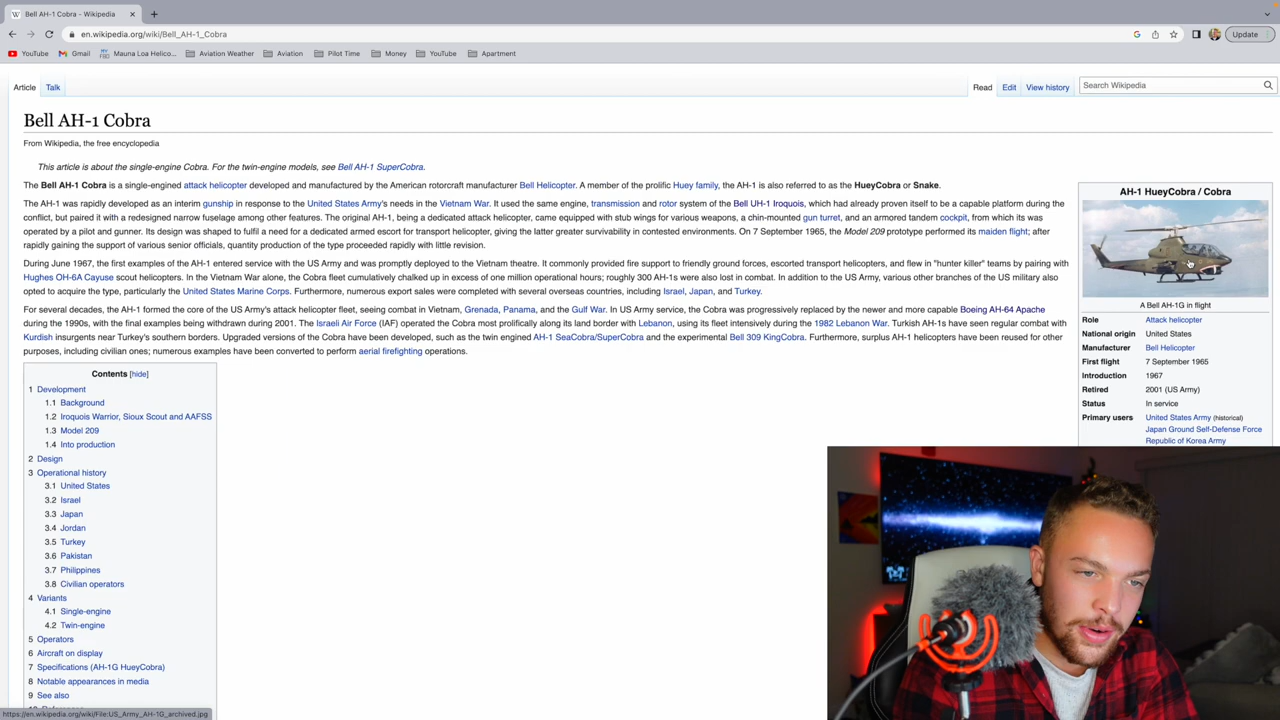 Bell AH-1 Cobra - Wikipedia
en.wikipedia.org/wiki/Bell_AH-1_Cobra
Update
YouTube Gmail Mauna Loa Helico... Aviation Weather Aviation Pilot Time Money YouTube Apartment
Article Talk Read Edit View history Search Wikipedia
Bell AH-1 Cobra
From Wikipedia, the free encyclopedia
This article is about the single-engine Cobra. For the twin-engine models, see Bell AH-1 SuperCobra.
The Bell AH-1 Cobra is a single-engined attack helicopter developed and manufactured by the American rotorcraft manufacturer Bell Helicopter. A member of the prolific Huey family, the AH-1 is also referred to as the HueyCobra or Snake.
The AH-1 was rapidly developed as an interim gunship in response to the United States Army's needs in the Vietnam War. It used the same engine, transmission and rotor system of the Bell UH-1 Iroquois, which had already proven itself to be a capable platform during the
conflict, but paired it with a redesigned narrow fuselage among other features. The original AH-1, being a dedicated attack helicopter, came equipped with stub wings for various weapons, a chin-mounted gun turret, and an armored tandem cockpit, from which it was
operated by a pilot and gunner. Its design was shaped to fulfil a need for a dedicated armed escort for transport helicopters, giving the latter greater survivability in contested environments. On 7 September 1965, the Model 209 prototype performed its maiden flight; after
rapidly gaining the support of various senior officials, quantity production of the type proceeded rapidly with little revision.
During June 1967, the first examples of the AH-1 entered service with the US Army and was promptly deployed to the Vietnam theatre. It commonly provided fire support to friendly ground forces, escorted transport helicopters, and flew in "hunter killer" teams by pairing with
Hughes OH-6A Cayuse scout helicopters. In the Vietnam War alone, the Cobra fleet cumulatively chalked up in excess of one million operational hours; roughly 300 AH-1s were also lost in combat. In addition to the US Army, various other branches of the US military also
opted to acquire the type, particularly the United States Marine Corps. Furthermore, numerous export sales were completed with several overseas countries, including Israel, Japan, and Turkey.
For several decades, the AH-1 formed the core of the US Army's attack helicopter fleet, seeing combat in Vietnam, Grenada, Panama, and the Gulf War. In US Army service, the Cobra was progressively replaced by the newer and more capable Boeing AH-64 Apache
during the 1990s, with the final examples being withdrawn during 2001. The Israeli Air Force (IAF) operated the Cobra most prolifically along its land border with Lebanon, using its fleet intensively during the 1982 Lebanon War. Turkish AH-1s have seen regular combat with
Kurdish insurgents near Turkey's southern borders. Upgraded versions of the Cobra have been developed, such as the twin engined AH-1 SeaCobra/SuperCobra and the experimental Bell 309 KingCobra. Furthermore, surplus AH-1 helicopters have been reused for other
purposes, including civilian ones; numerous examples have been converted to perform aerial firefighting operations.
AH-1 HueyCobra / Cobra
A Bell AH-1G in flight
Role Attack helicopter
National origin United States
Manufacturer Bell Helicopter
First flight 7 September 1965
Introduction 1967
Retired 2001 (US Army)
Status In service
Primary users United States Army (historical)
Japan Ground Self-Defense Force
Republic of Korea Army
Contents [hide]
1 Development
1.1 Background
1.2 Iroquois Warrior, Sioux Scout and AAFSS
1.3 Model 209
1.4 Into production
2 Design
3 Operational history
3.1 United States
3.2 Israel
3.3 Japan
3.4 Jordan
3.5 Turkey
3.6 Pakistan
3.7 Philippines
3.8 Civilian operators
4 Variants
4.1 Single-engine
4.2 Twin-engine
5 Operators
6 Aircraft on display
7 Specifications (AH-1G HueyCobra)
8 Notable appearances in media
9 See also
https://en.wikipedia.org/wiki/File:US_Army_AH-1G_archived.jpg